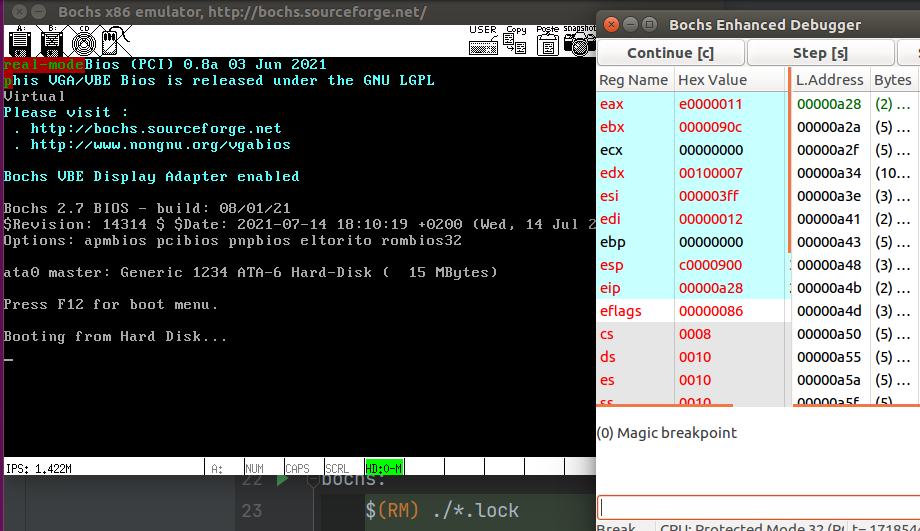 Bochs x86 emulator, http://bochs.sourceforge.net/
A:
B:
CD
USER
Copy
Paste
snapshot
real-modeBios (PCI) 0.8a 03 Jun 2021
phis VGA/VBE Bios is released under the GNU LGPL
Virtual
Please visit :
. http://bochs.sourceforge.net
. http://www.nongnu.org/vgabios
Bochs VBE Display Adapter enabled
Bochs 2.7 BIOS - build: 08/01/21
$Revision: 14314 $ $Date: 2021-07-14 18:10:19 +0200 (Wed, 14 Jul 2
Options: apmbios pcibios pnpbios eltorito rombios32
ata0 master: Generic 1234 ATA-6 Hard-Disk (  15 MBytes)
Press F12 for boot menu.
Booting from Hard Disk...
_
IPS: 1.422M A: NUM CAPS SCRL HD:0-M
22 bochs:
23 $(RM) ./*.lock
Bochs Enhanced Debugger
Continue [c] Step [s] S
Reg Name Hex Value L.Address Bytes
eax e0000011 00000a28 (2) ...
ebx 0000090c 00000a2a (5) ...
ecx 00000000 00000a2f (5) ...
edx 00100007 00000a34 (10...
esi 000003ff 00000a3e (3) ...
edi 00000012 00000a41 (2) ...
ebp 00000000 00000a43 (5) ...
esp c0000900 00000a48 (3) ...
eip 00000a28 00000a4b (2) ...
eflags 00000086 00000a4d (3) ...
cs 0008 00000a50 (5) ...
ds 0010 00000a55 (5) ...
es 0010 00000a5a (5) ...
ss 0010 00000a5f (5)
(0) Magic breakpoint
Break CPU: Protected Mode 32 (P t= 171854